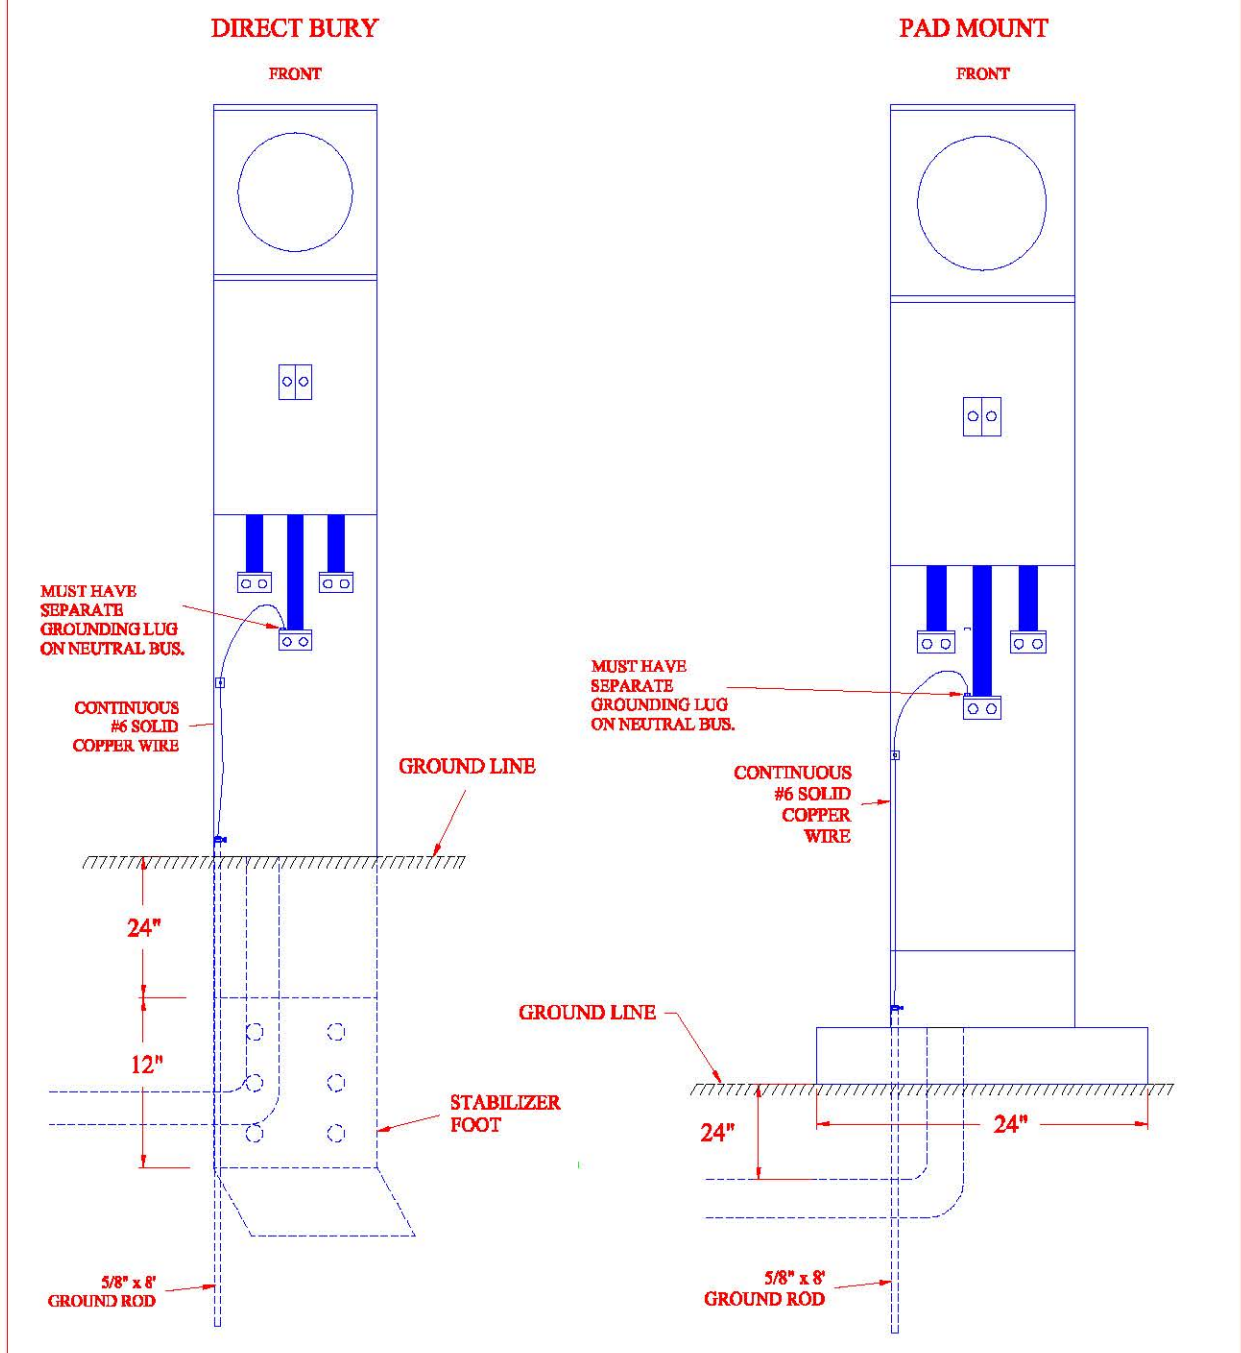 DIRECT BURY
FRONT
MUST HAVE
SEPARATE
GROUNDING LUG
ON NEUTRAL BUS.
CONTINUOUS
#6 SOLID
COPPER WIRE
GROUND LINE
24"
12"
STABILIZER
FOOT
5/8" x 8'
GROUND ROD
PAD MOUNT
FRONT
MUST HAVE
SEPARATE
GROUNDING LUG
ON NEUTRAL BUS.
CONTINUOUS
#6 SOLID
COPPER
WIRE
GROUND LINE
24"
24"
5/8" x 8'
GROUND ROD